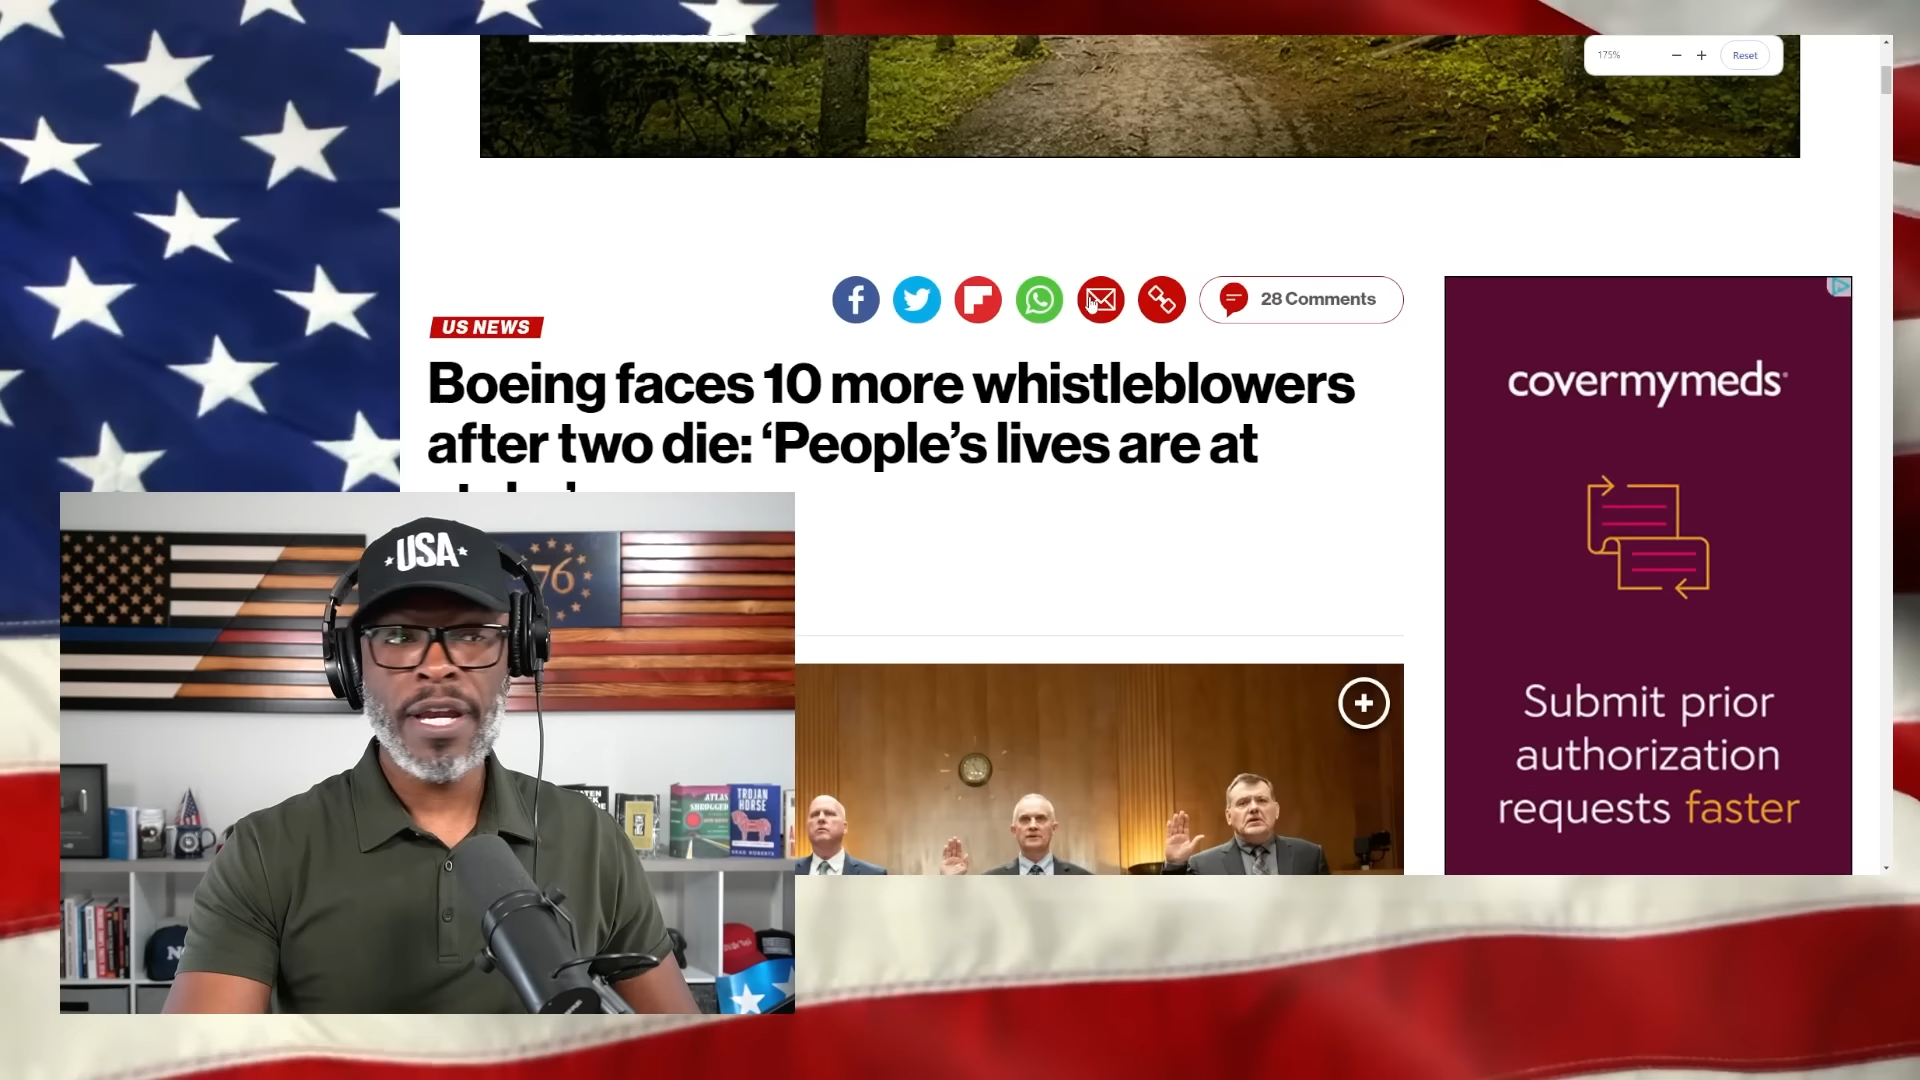 175%
Reset
28 Comments
US NEWS
Boeing faces 10 more whistleblowers
after two die: ‘People’s lives are at
covermymeds
Submit prior
authorization
requests faster
USA
76
ATLAS
SHRUGGED
TROJAN
HORSE